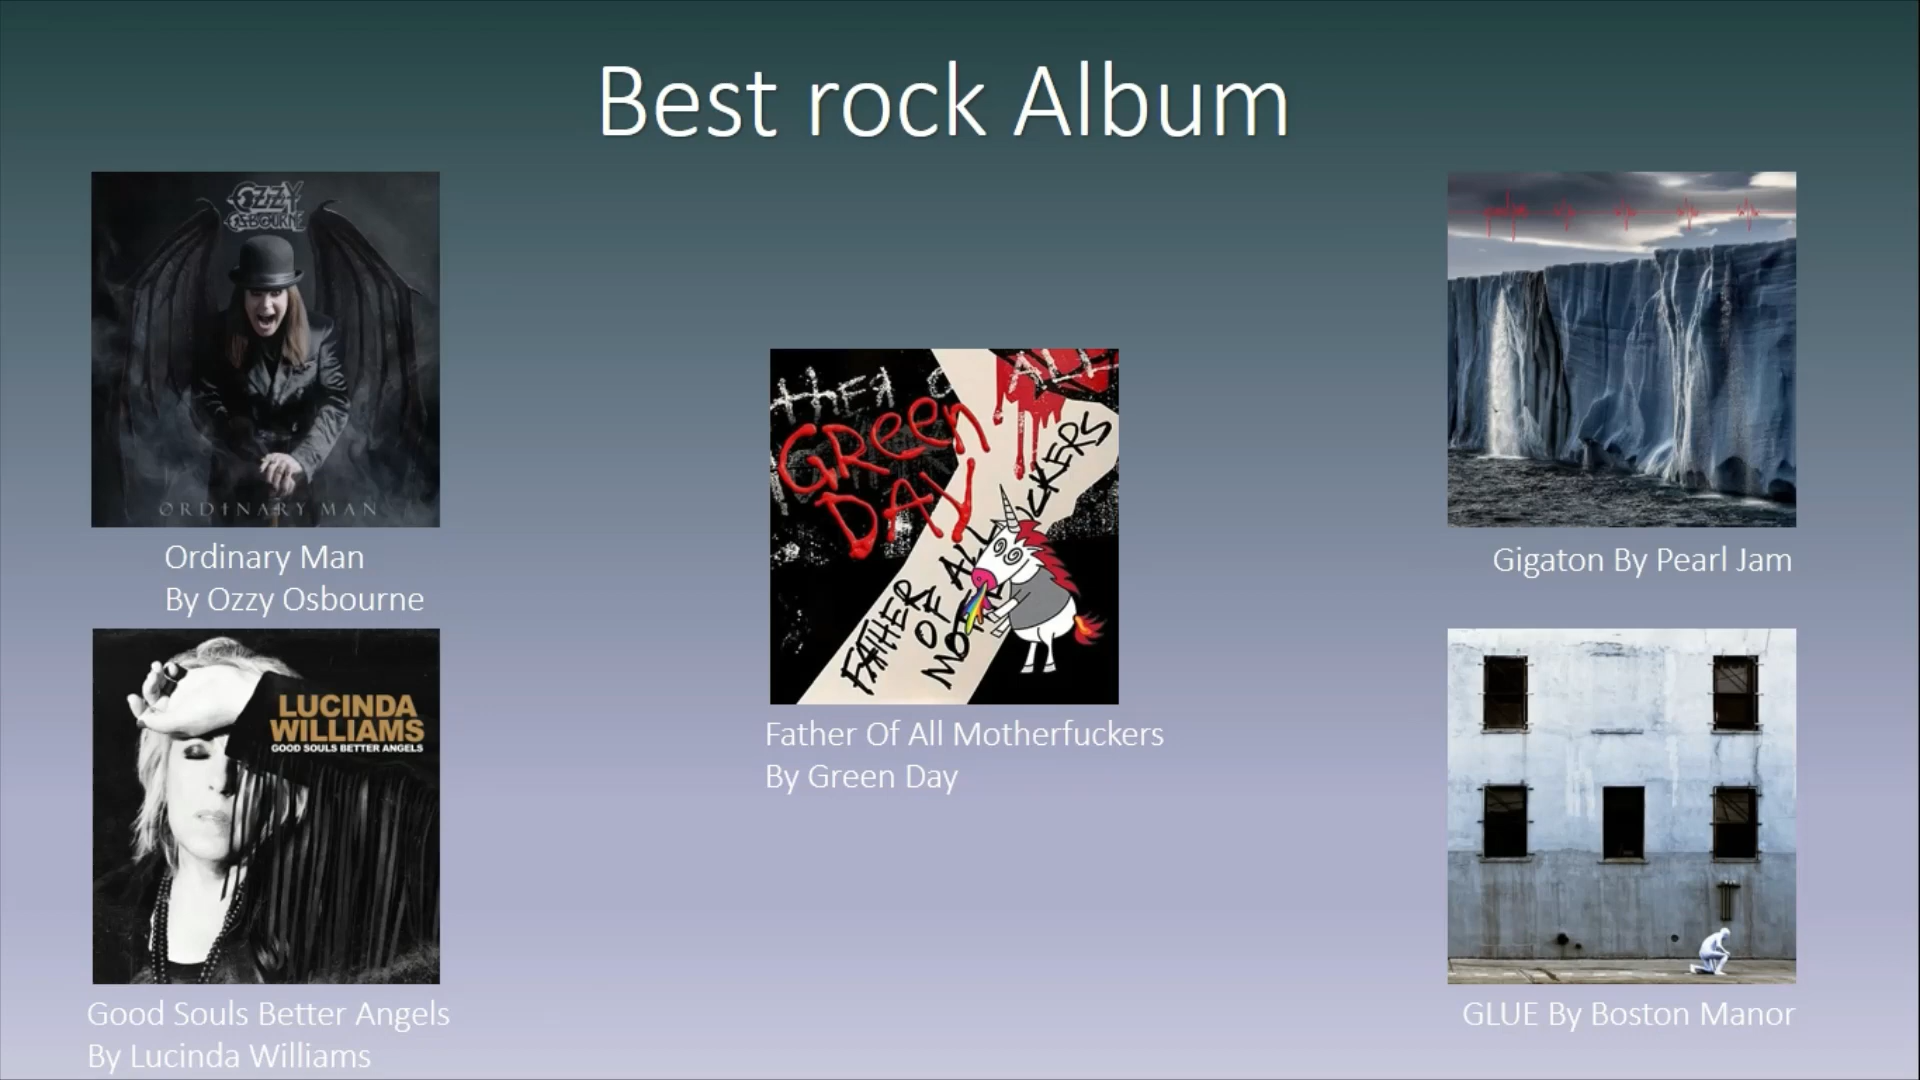 Best rock Album
OZZY
OSBOURNE
ORDINARY MAN
Ordinary Man
By Ozzy Osbourne
LUCINDA
WILLIAMS
GOOD SOULS BETTER ANGELS
Good Souls Better Angels
By Lucinda Williams
ALL
GReen
DAY
FATHER
OF ALL
Father Of All Motherfuckers
By Green Day
Gigaton By Pearl Jam
GLUE By Boston Manor